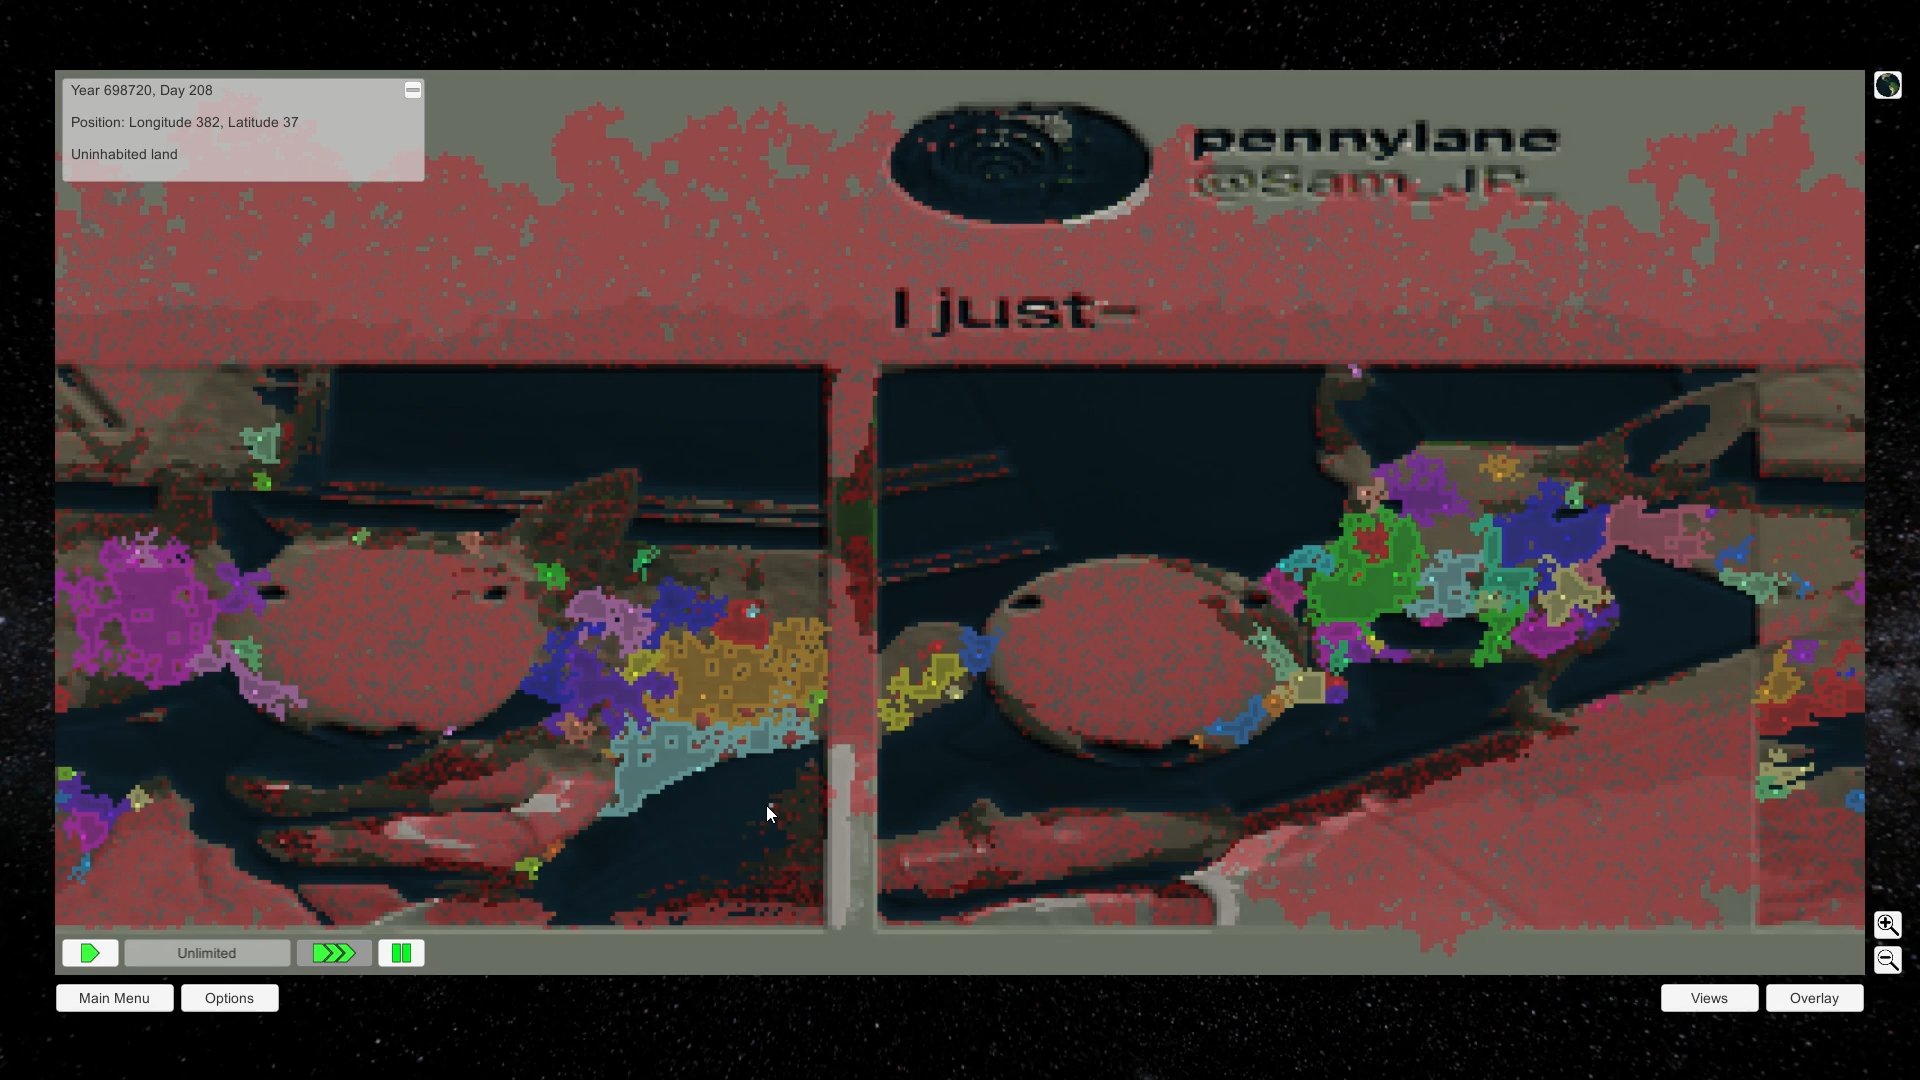 Year 698720, Day 208
Position: Longitude 382, Latitude 37
Uninhabited land
pennylane
@Sam_JP_
I just-
Unlimited
Main Menu
Options
Views
Overlay